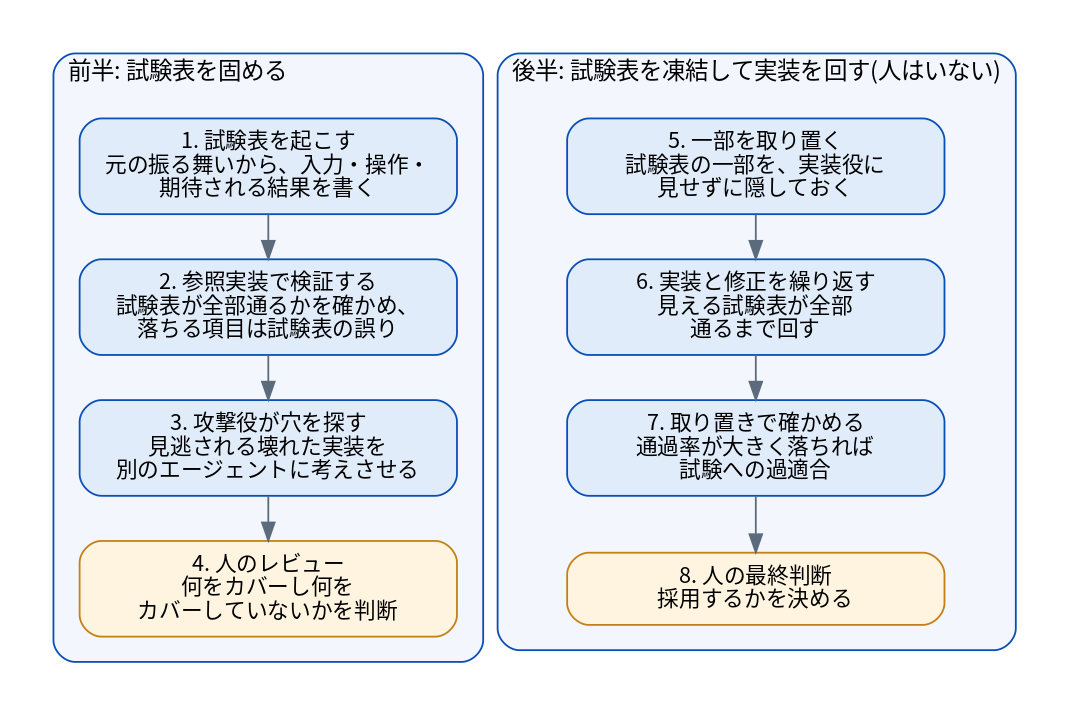 前半: 試験表を固める
1. 試験表を起こす
元の振る舞いから、入力・操作・
期待される結果を書く
2. 参照実装で検証する
試験表が全部通るかを確かめ、
落ちる項目は試験表の誤り
3. 攻撃役が穴を探す
見逃される壊れた実装を
別のエージェントに考えさせる
4. 人のレビュー
何をカバーし何を
カバーしていないかを判断
後半: 試験表を凍結して実装を回す(人はいない)
5. 一部を取り置く
試験表の一部を、実装役に
見せずに隠しておく
6. 実装と修正を繰り返す
見える試験表が全部
通るまで回す
7. 取り置きで確かめる
通過率が大きく落ちれば
試験への過適合
8. 人の最終判断
採用するかを決める